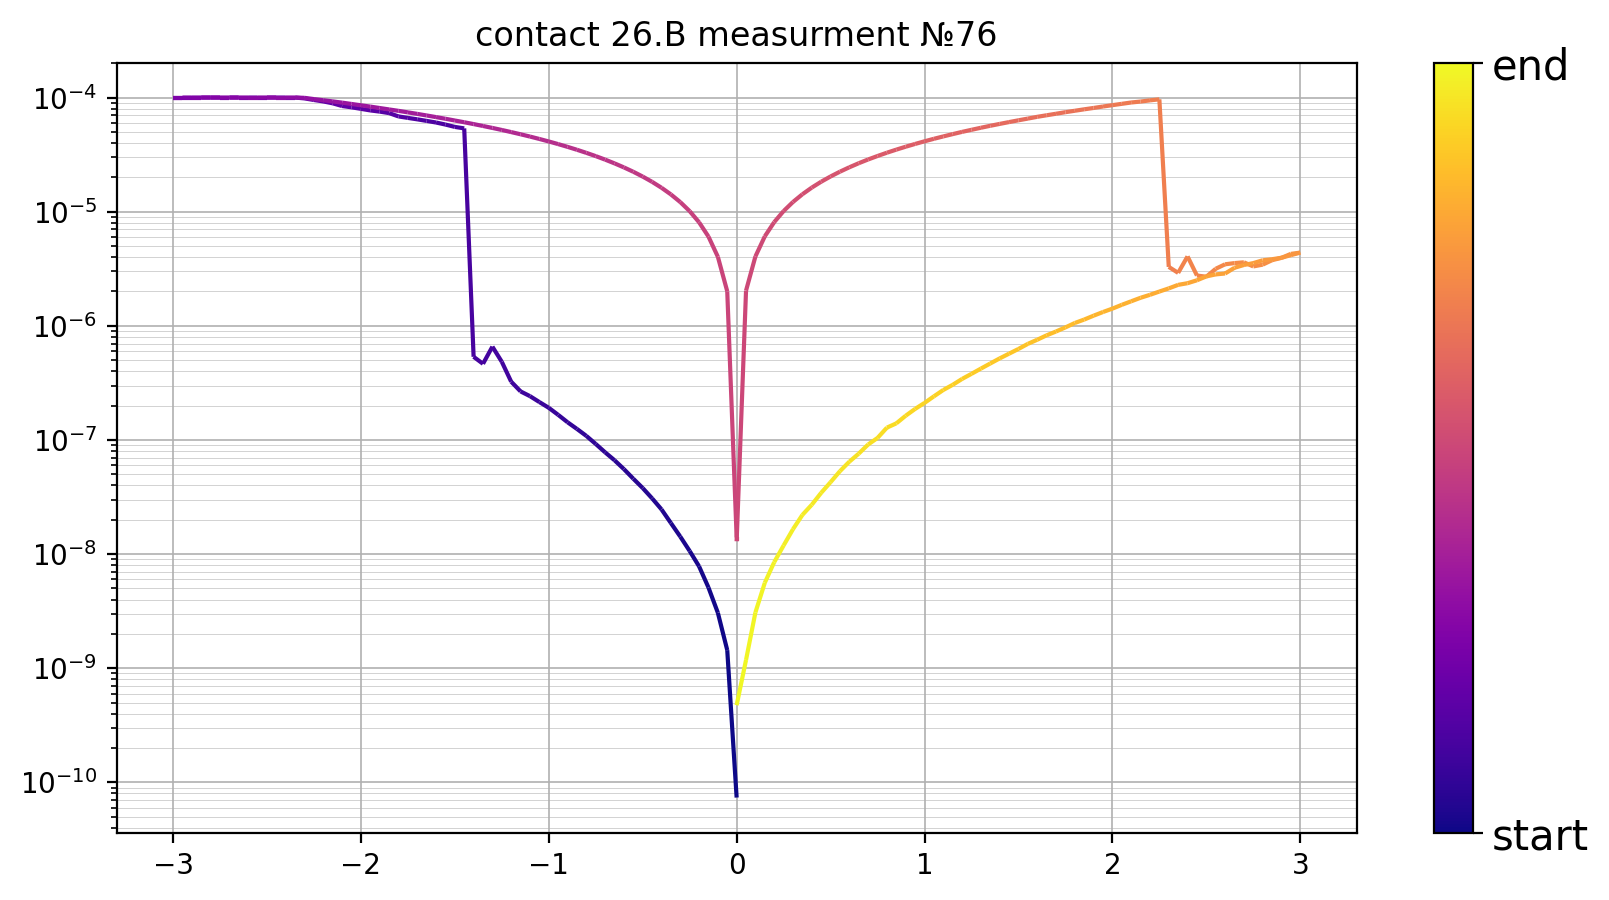 contact 26.B measurment №76
10⁻⁴
10⁻⁵
10⁻⁶
10⁻⁷
10⁻⁸
10⁻⁹
10⁻¹⁰
−3 −2 −1 0 1 2 3
end
start